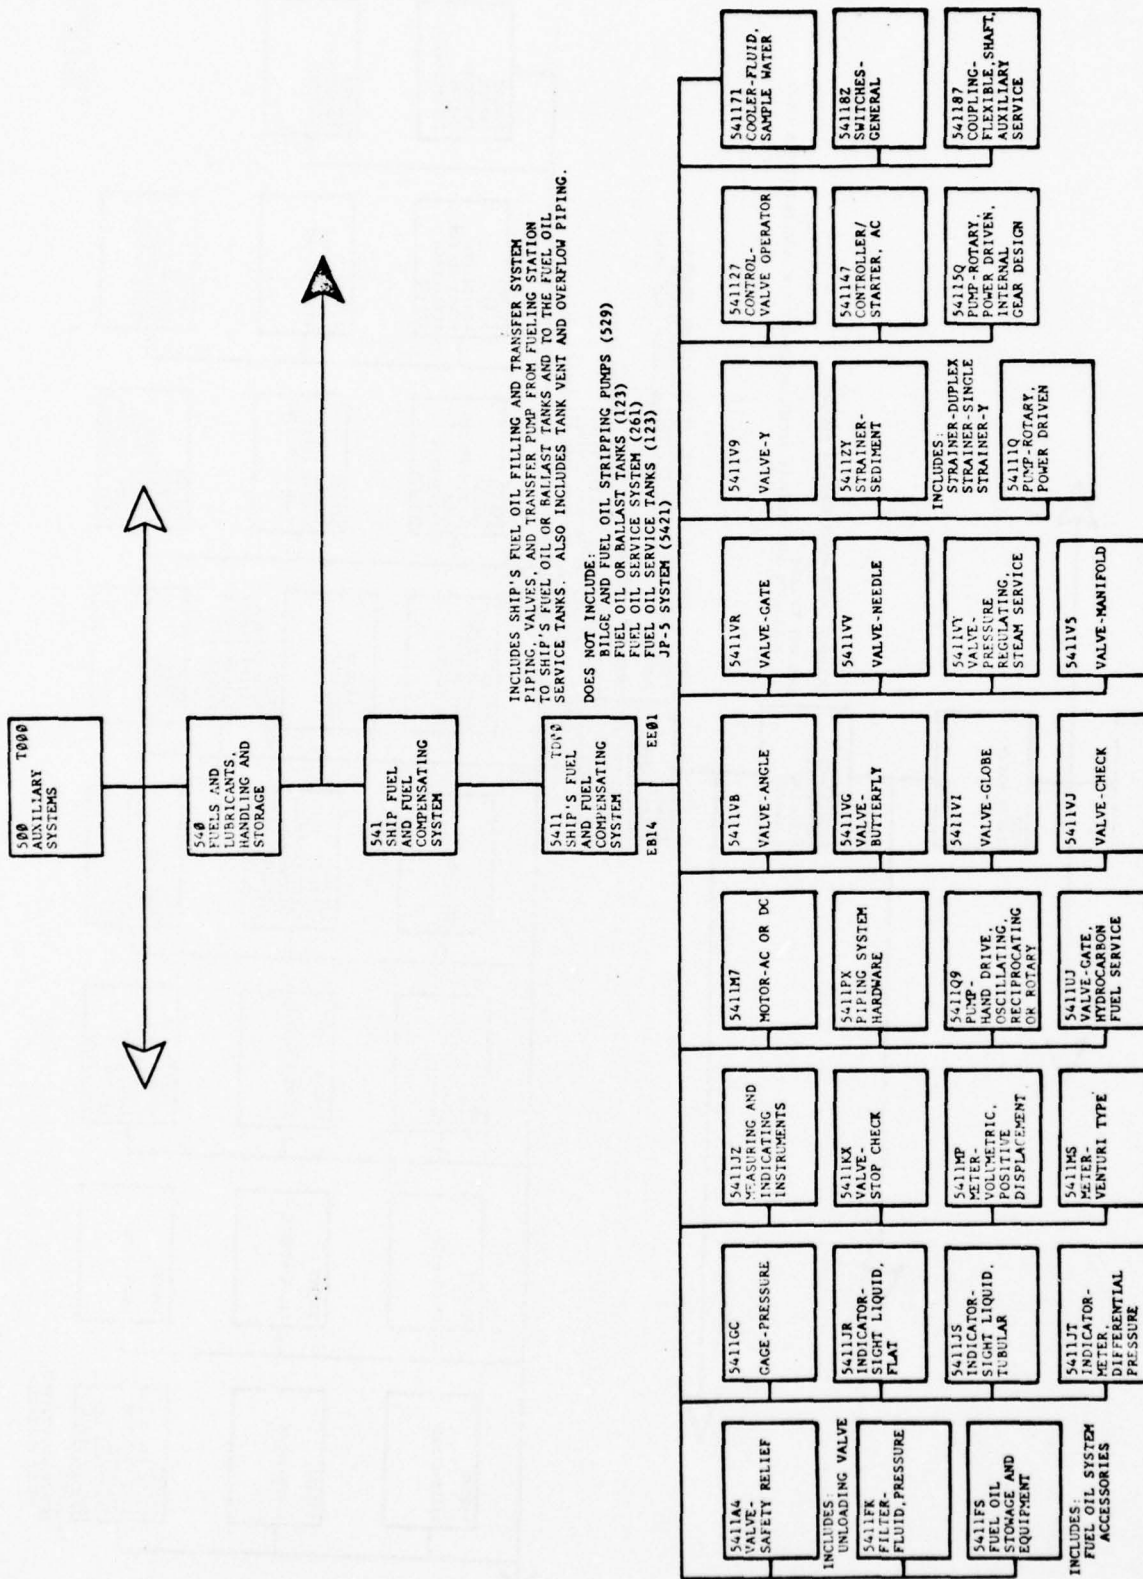 500 T000
AUXILIARY
SYSTEMS
540
FUELS AND
LUBRICANTS,
HANDLING AND
STORAGE
541
SHIP FUEL
AND FUEL
COMPENSATING
SYSTEM
5411 TD00
SHIP'S FUEL
AND FUEL
COMPENSATING
SYSTEM
EB14 EE01
INCLUDES SHIP'S FUEL OIL FILLING AND TRANSFER SYSTEM
PIPING, VALVES, AND TRANSFER PUMP FROM FUELING STATION
TO SHIP'S FUEL OIL OR BALLAST TANKS AND TO THE FUEL OIL
SERVICE TANKS. ALSO INCLUDES TANK VENT AND OVERFLOW PIPING.
DOES NOT INCLUDE:
BILGE AND FUEL OIL STRIPPING PUMPS (529)
FUEL OIL OR BALLAST TANKS (123)
FUEL OIL SERVICE SYSTEM (261)
FUEL OIL SERVICE TANKS (123)
JP-5 SYSTEM (5421)
5411A4
VALVE-
SAFETY RELIEF
INCLUDES:
UNLOADING VALVE
5411FK
FILTER-
FLUID,PRESSURE
5411FS
FUEL OIL
STOWAGE AND
EQUIPMENT
INCLUDES:
FUEL OIL SYSTEM
ACCESSORIES
5411GC
GAGE-PRESSURE
5411JR
INDICATOR-
SIGHT LIQUID,
FLAT
5411JS
INDICATOR-
SIGHT LIQUID,
TUBULAR
5411JT
INDICATOR-
METER,
DIFFERENTIAL
PRESSURE
5411JZ
MEASURING AND
INDICATING
INSTRUMENTS
5411KX
VALVE-
STOP CHECK
5411MP
METER-
VOLUMETRIC,
POSITIVE
DISPLACEMENT
5411MS
METER-
VENTURI TYPE
5411M7
MOTOR-AC OR DC
5411PX
PIPING SYSTEM
HARDWARE
5411Q9
PUMP-
HAND DRIVE,
OSCILLATING,
RECIPROCATING
OR ROTARY
5411UJ
VALVE-GATE,
HYDROCARBON
FUEL SERVICE
5411VB
VALVE-ANGLE
5411VG
VALVE-
BUTTERFLY
5411VI
VALVE-GLOBE
5411VJ
VALVE-CHECK
5411VR
VALVE-GATE
5411VV
VALVE-NEEDLE
5411VY
VALVE-
PRESSURE
REGULATING,
STEAM SERVICE
5411V5
VALVE-MANIFOLD
5411V9
VALVE-Y
5411ZY
STRAINER-
SEDIMENT
INCLUDES:
STRAINER-DUPLEX
STRAINER-SINGLE
STRAINER-Y
54111Q
PUMP-ROTARY,
POWER DRIVEN
541127
CONTROL-
VALVE OPERATOR
541147
CONTROLLER/
STARTER, AC
54115Q
PUMP-ROTARY,
POWER DRIVEN,
INTERNAL
GEAR DESIGN
541171
COOLER-FLUID,
SAMPLE WATER
54118Z
SWITCHES-
GENERAL
541187
COUPLING-
FLEXIBLE,SHAFT,
AUXILIARY
SERVICE